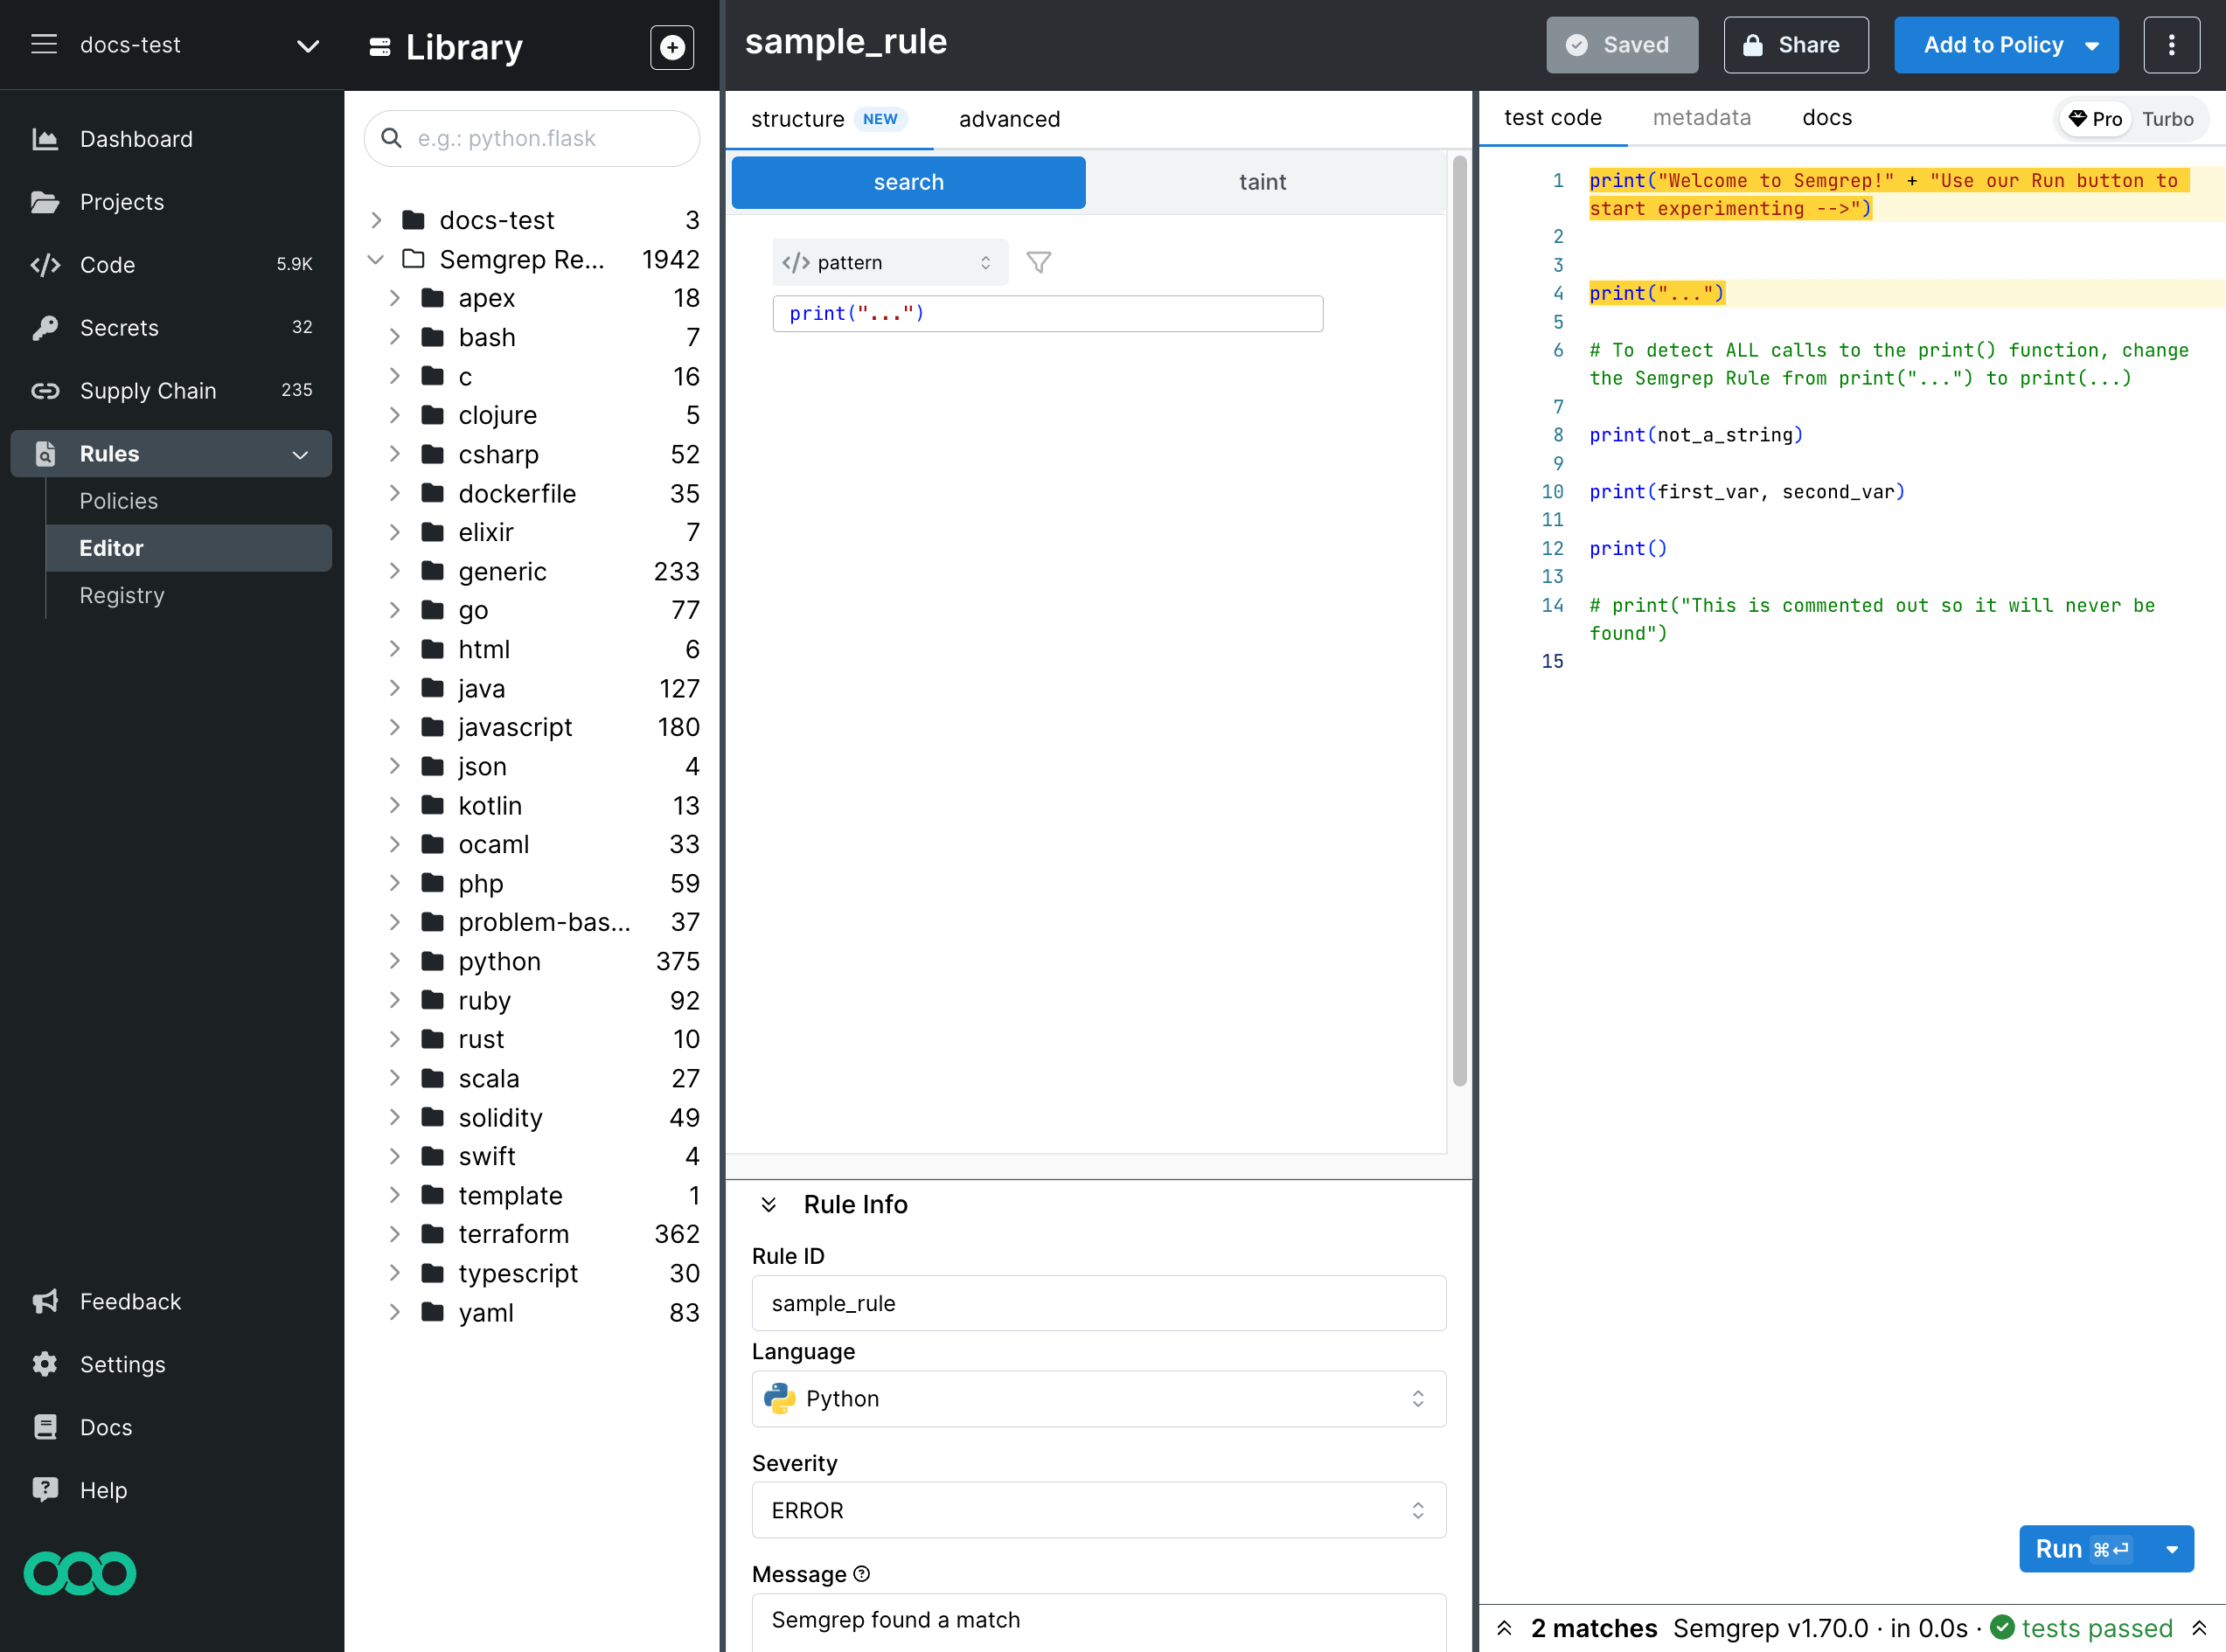 docs-test
Dashboard
Projects
Code 5.9K
Secrets 32
Supply Chain 235
Rules
Policies
Editor
Registry
Feedback
Settings
Docs
Help
Library
e.g.: python.flask
docs-test 3
Semgrep Re... 1942
apex 18
bash 7
c 16
clojure 5
csharp 52
dockerfile 35
elixir 7
generic 233
go 77
html 6
java 127
javascript 180
json 4
kotlin 13
ocaml 33
php 59
problem-bas... 37
python 375
ruby 92
rust 10
scala 27
solidity 49
swift 4
template 1
terraform 362
typescript 30
yaml 83
sample_rule
Saved
Share
Add to Policy
structure NEW
advanced
search
taint
</> pattern
print("...")
Rule Info
Rule ID
sample_rule
Language
Python
Severity
ERROR
Message
Semgrep found a match
test code
metadata
docs
Pro
Turbo
1 print("Welcome to Semgrep!" + "Use our Run button to
start experimenting -->")
2
3
4 print("...")
5
6 # To detect ALL calls to the print() function, change
the Semgrep Rule from print("...") to print(...)
7
8 print(not_a_string)
9
10 print(first_var, second_var)
11
12 print()
13
14 # print("This is commented out so it will never be
found")
15
Run ⌘⏎
2 matches Semgrep v1.70.0 · in 0.0s · tests passed